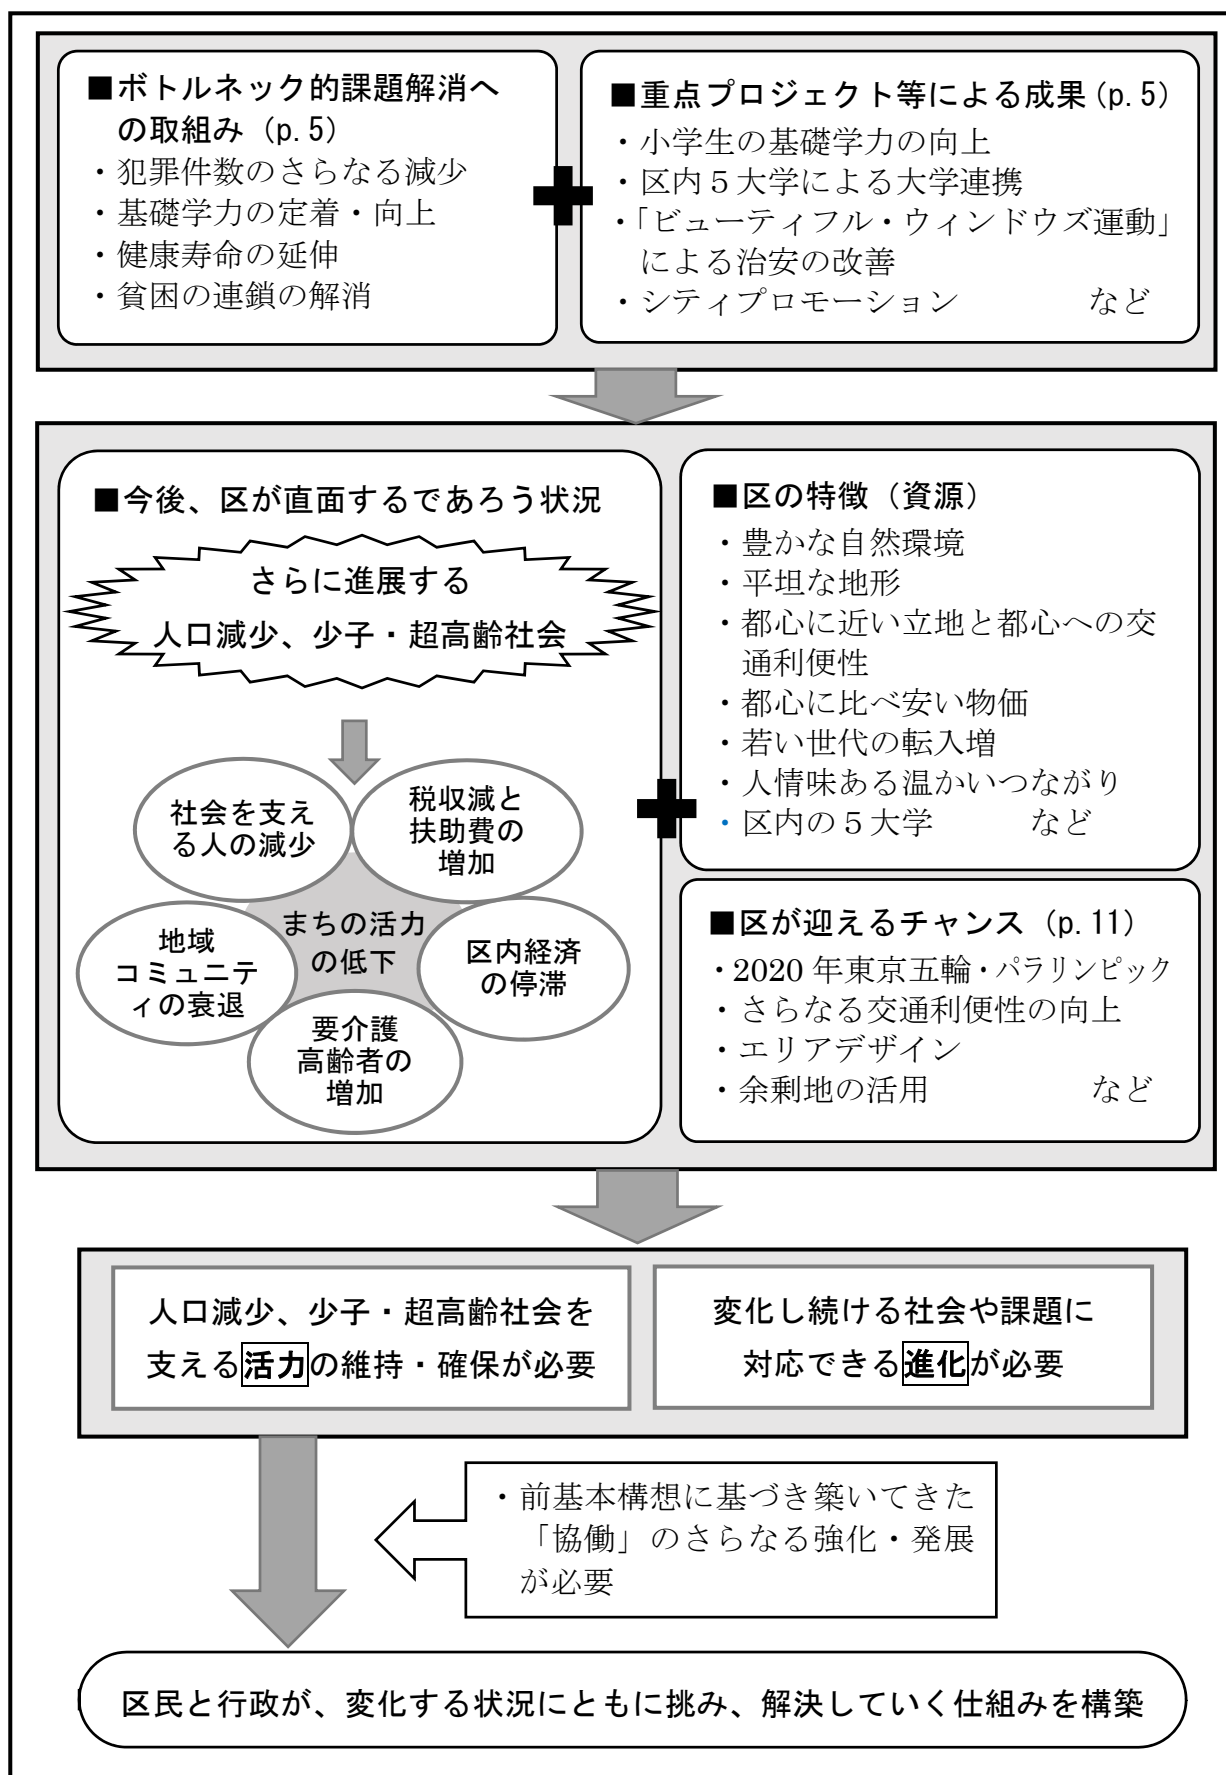 ■ボトルネック的課題解消へ
の取組み（p.5）
・犯罪件数のさらなる減少
・基礎学力の定着・向上
・健康寿命の延伸
・貧困の連鎖の解消
■重点プロジェクト等による成果(p.5)
・小学生の基礎学力の向上
・区内５大学による大学連携
・「ビューティフル・ウィンドウズ運動」
による治安の改善
・シティプロモーション　　　など
■今後、区が直面するであろう状況
さらに進展する
人口減少、少子・超高齢社会
社会を支え
る人の減少
税収減と
扶助費の
増加
まちの活力
の低下
地域
コミュニテ
ィの衰退
区内経済
の停滞
要介護
高齢者の
増加
■区の特徴（資源）
・豊かな自然環境
・平坦な地形
・都心に近い立地と都心への交
通利便性
・都心に比べ安い物価
・若い世代の転入増
・人情味ある温かいつながり
・区内の５大学　　　など
■区が迎えるチャンス（p.11）
・2020 年東京五輪・パラリンピック
・さらなる交通利便性の向上
・エリアデザイン
・余剰地の活用　　　　　など
人口減少、少子・超高齢社会を
支える活力の維持・確保が必要
変化し続ける社会や課題に
対応できる進化が必要
・前基本構想に基づき築いてきた
「協働」のさらなる強化・発展
が必要
区民と行政が、変化する状況にともに挑み、解決していく仕組みを構築